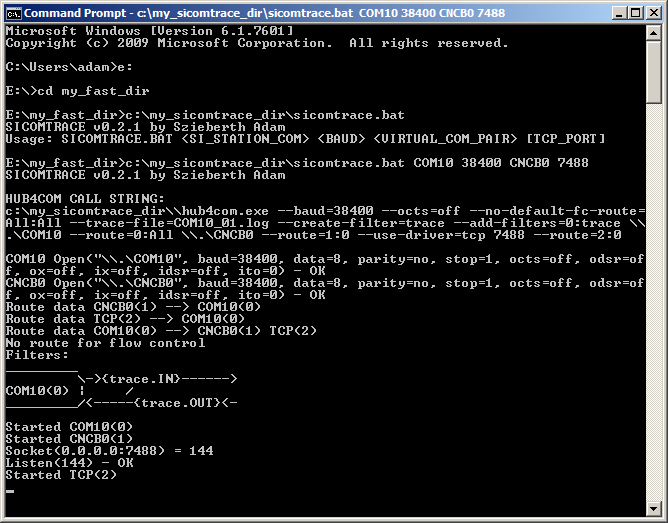 Command Prompt - c:\my_sicomtrace_dir\sicomtrace.bat COM10 38400 CNCB0 7488
Microsoft Windows [Version 6.1.7601]
Copyright (c) 2009 Microsoft Corporation.  All rights reserved.
C:\Users\adam>e:
E:\>cd my_fast_dir
E:\my_fast_dir>c:\my_sicomtrace_dir\sicomtrace.bat
SICOMTRACE v0.2.1 by Szieberth Adam
Usage: SICOMTRACE.BAT <SI_STATION_COM> <BAUD> <VIRTUAL_COM_PAIR> [TCP_PORT]
E:\my_fast_dir>c:\my_sicomtrace_dir\sicomtrace.bat COM10 38400 CNCB0 7488
SICOMTRACE v0.2.1 by Szieberth Adam
HUB4COM CALL STRING:
c:\my_sicomtrace_dir\\hub4com.exe --baud=38400 --octs=off --no-default-fc-route=
All:All --trace-file=COM10_01.log --create-filter=trace --add-filters=0:trace \\
.\COM10 --route=0:All \\.\CNCB0 --route=1:0 --use-driver=tcp 7488 --route=2:0
COM10 Open("\\.\COM10", baud=38400, data=8, parity=no, stop=1, octs=off, odsr=of
f, ox=off, ix=off, idsr=off, ito=0) - OK
CNCB0 Open("\\.\CNCB0", baud=38400, data=8, parity=no, stop=1, octs=off, odsr=of
f, ox=off, ix=off, idsr=off, ito=0) - OK
Route data CNCB0(1) --> COM10(0)
Route data TCP(2) --> COM10(0)
Route data COM10(0) --> CNCB0(1) TCP(2)
No route for flow control
Filters:
_________
         \->{trace.IN}------>
COM10(0) |     /
_________/<-----{trace.OUT}<-
Started COM10(0)
Started CNCB0(1)
Socket(0.0.0.0:7488) = 144
Listen(144) - OK
Started TCP(2)